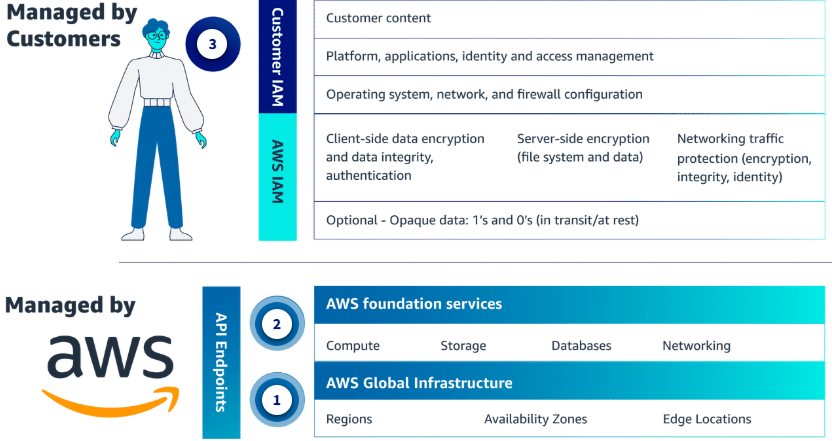 Managed by
Customers
3
Customer IAM
Customer content
Platform, applications, identity and access management
Operating system, network, and firewall configuration
AWS IAM
Client-side data encryption
and data integrity,
authentication
Server-side encryption
(file system and data)
Networking traffic
protection (encryption,
integrity, identity)
Optional - Opaque data: 1's and 0's (in transit/at rest)
Managed by
aws
API Endpoints
2
AWS foundation services
Compute
Storage
Databases
Networking
1
AWS Global Infrastructure
Regions
Availability Zones
Edge Locations